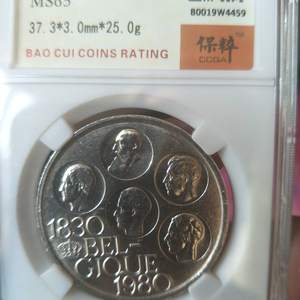 MS65
80019W4459
37.3*3.0mm*25.0g
BAO CUI COINS RATING
保粹
CCGA
1830
BEL-
GIQUE
1980